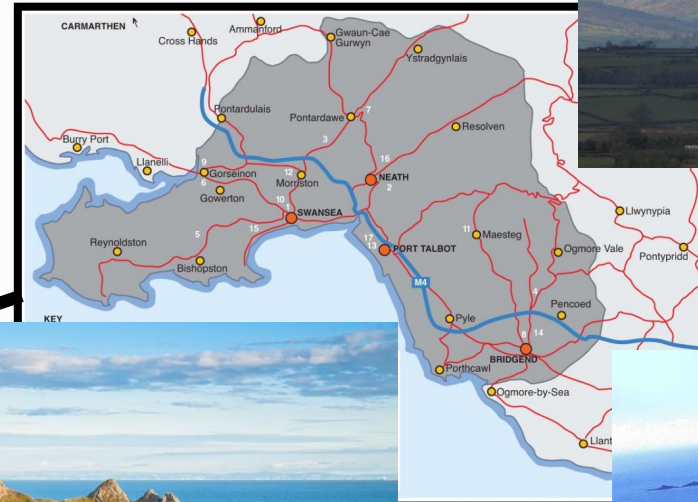 CARMARTHEN
Ammanford
Cross Hands
Gwaun-Cae
Gurwyn
Ystradgynlais
Pontardulais
Pontardawe
7
Resolven
3
Burry Port
Llanelli
9
Gorseinon
6
12
Morriston
16
NEATH
2
Gowerton
10
1
SWANSEA
Llwynypia
5
15
Reynoldston
Bishopston
17
13
PORT TALBOT
11
Maesteg
Ogmore Vale
Pontypridd
M4
4
Pencoed
KEY
Pyle
8
14
BRIDGEND
Porthcawl
Ogmore-by-Sea
Llant